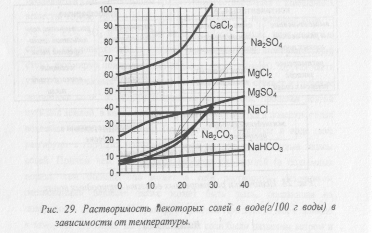 100
90
80
70
60
50
40
30
20
10
0
CaCl2
Na2SO4
MgCl2
MgSO4
NaCl
Na2CO3
NaHCO3
0 10 20 30 40
Рис. 29. Растворимость некоторых солей в воде(г/100 г воды) в
зависимости от температуры.